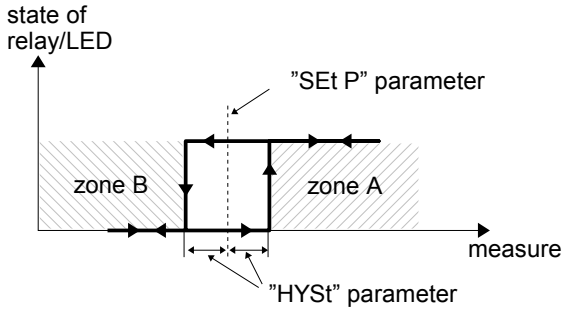 state of
relay/LED
”SEt P” parameter
zone B
zone A
measure
”HYSt” parameter